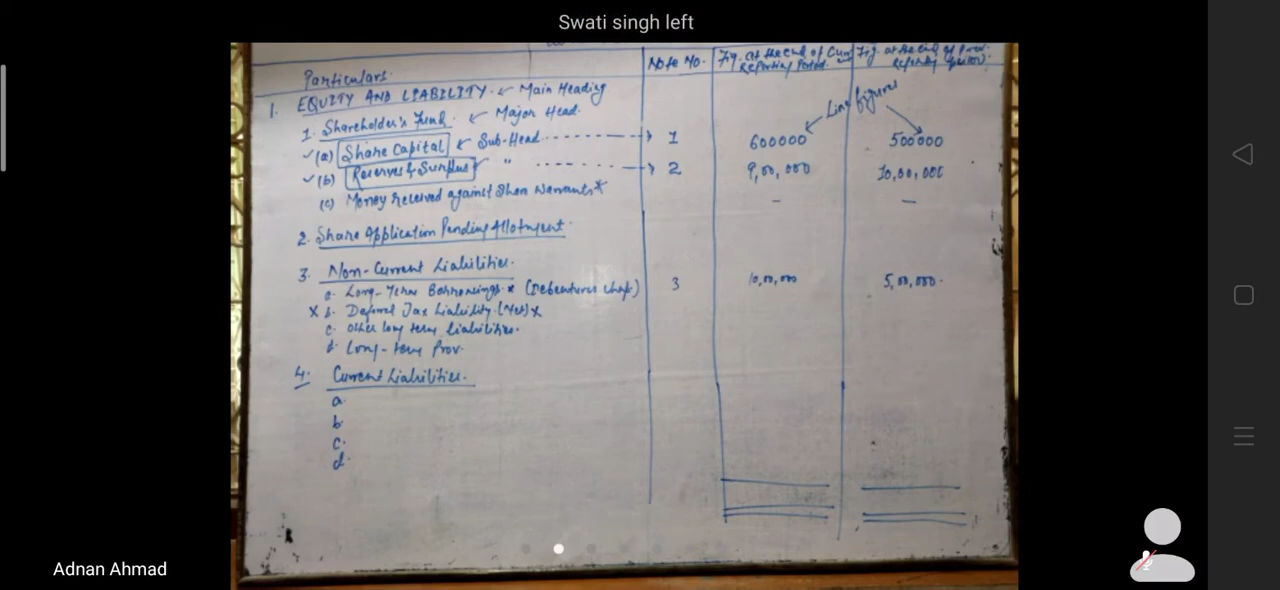 Swati singh left
Particulars.
Note No.
Fig. at the end of Curr Reporting Period.
Fig. at the end of Prev. Reporting
1. EQUITY AND LIABILITY. ← Main Heading
1. Shareholder's Fund. ← Major Head.
Line figures
(a) Share Capital ← Sub-Head 1 600000 500000
(b) Reserves & Surplus " 2 9,00,000 10,00,000
(c) Money received against Share Warrants* – –
2. Share Application Pending Allotment.
3. Non-Current Liabilities.
a. Long-Term Borrowings.* (Debentures Chap) 3 10,00,000 5,00,000.
x b. Tax Liability. (Net) x
c. Other long term liabilities.
d. Long-term Prov.
4. Current Liabilities.
a.
b.
c.
d.
Adnan Ahmad